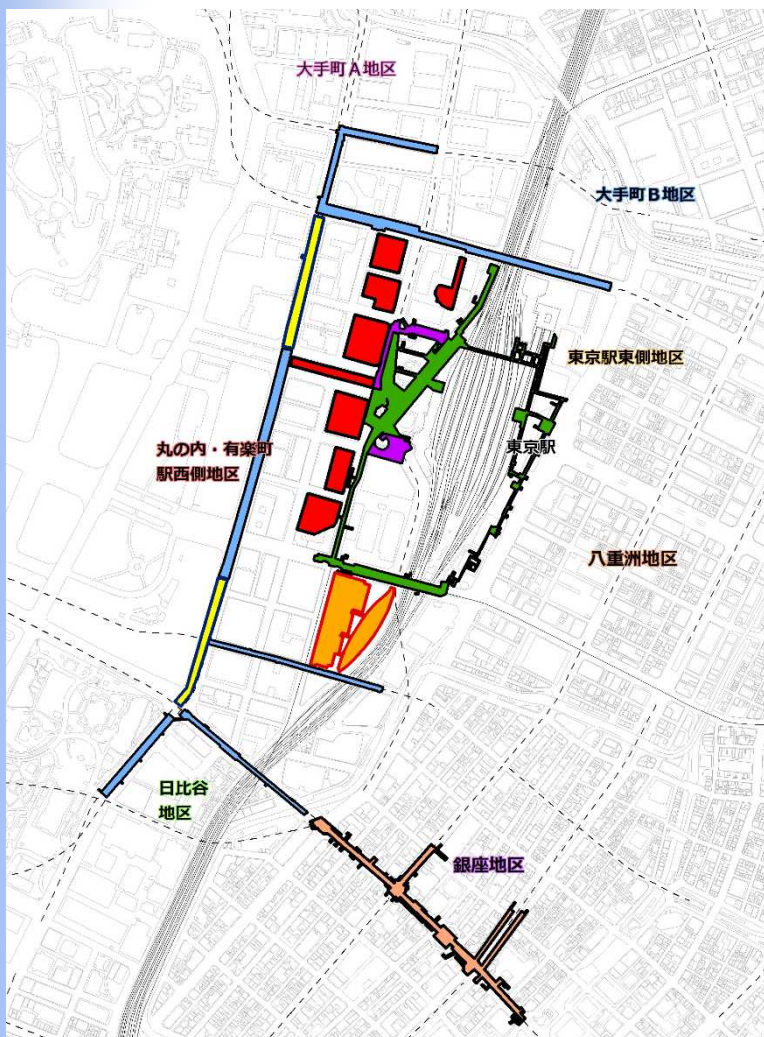 大手町A地区
大手町B地区
東京駅東側地区
丸の内・有楽町
駅西側地区
東京駅
八重洲地区
日比谷
地区
銀座地区